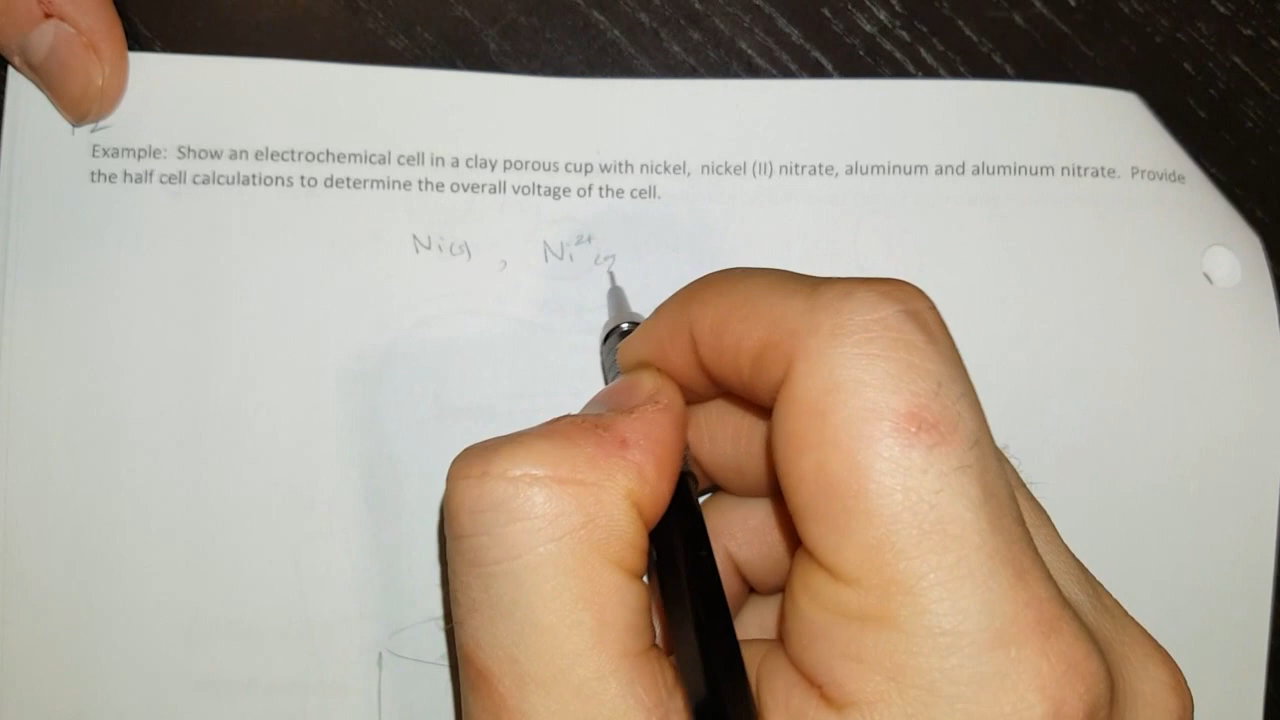 Example: Show an electrochemical cell in a clay porous cup with nickel, nickel (II) nitrate, aluminum and aluminum nitrate. Provide
the half cell calculations to determine the overall voltage of the cell.
Ni(s) , Ni²⁺